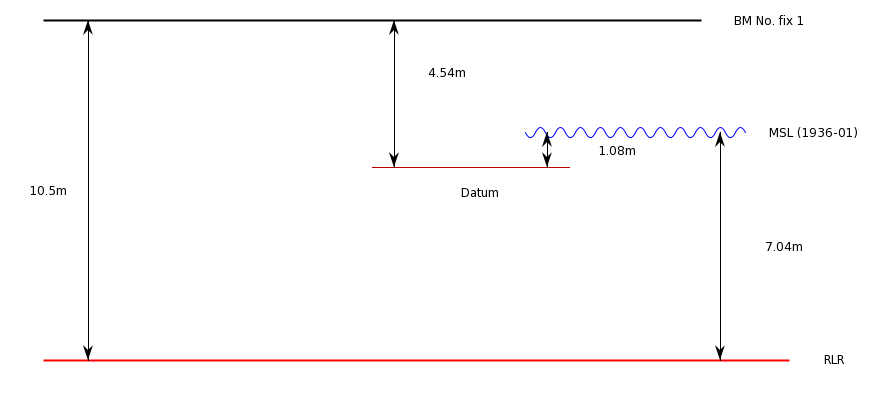 BM No. fix 1
4.54m
MSL (1936-01)
1.08m
10.5m
Datum
7.04m
RLR